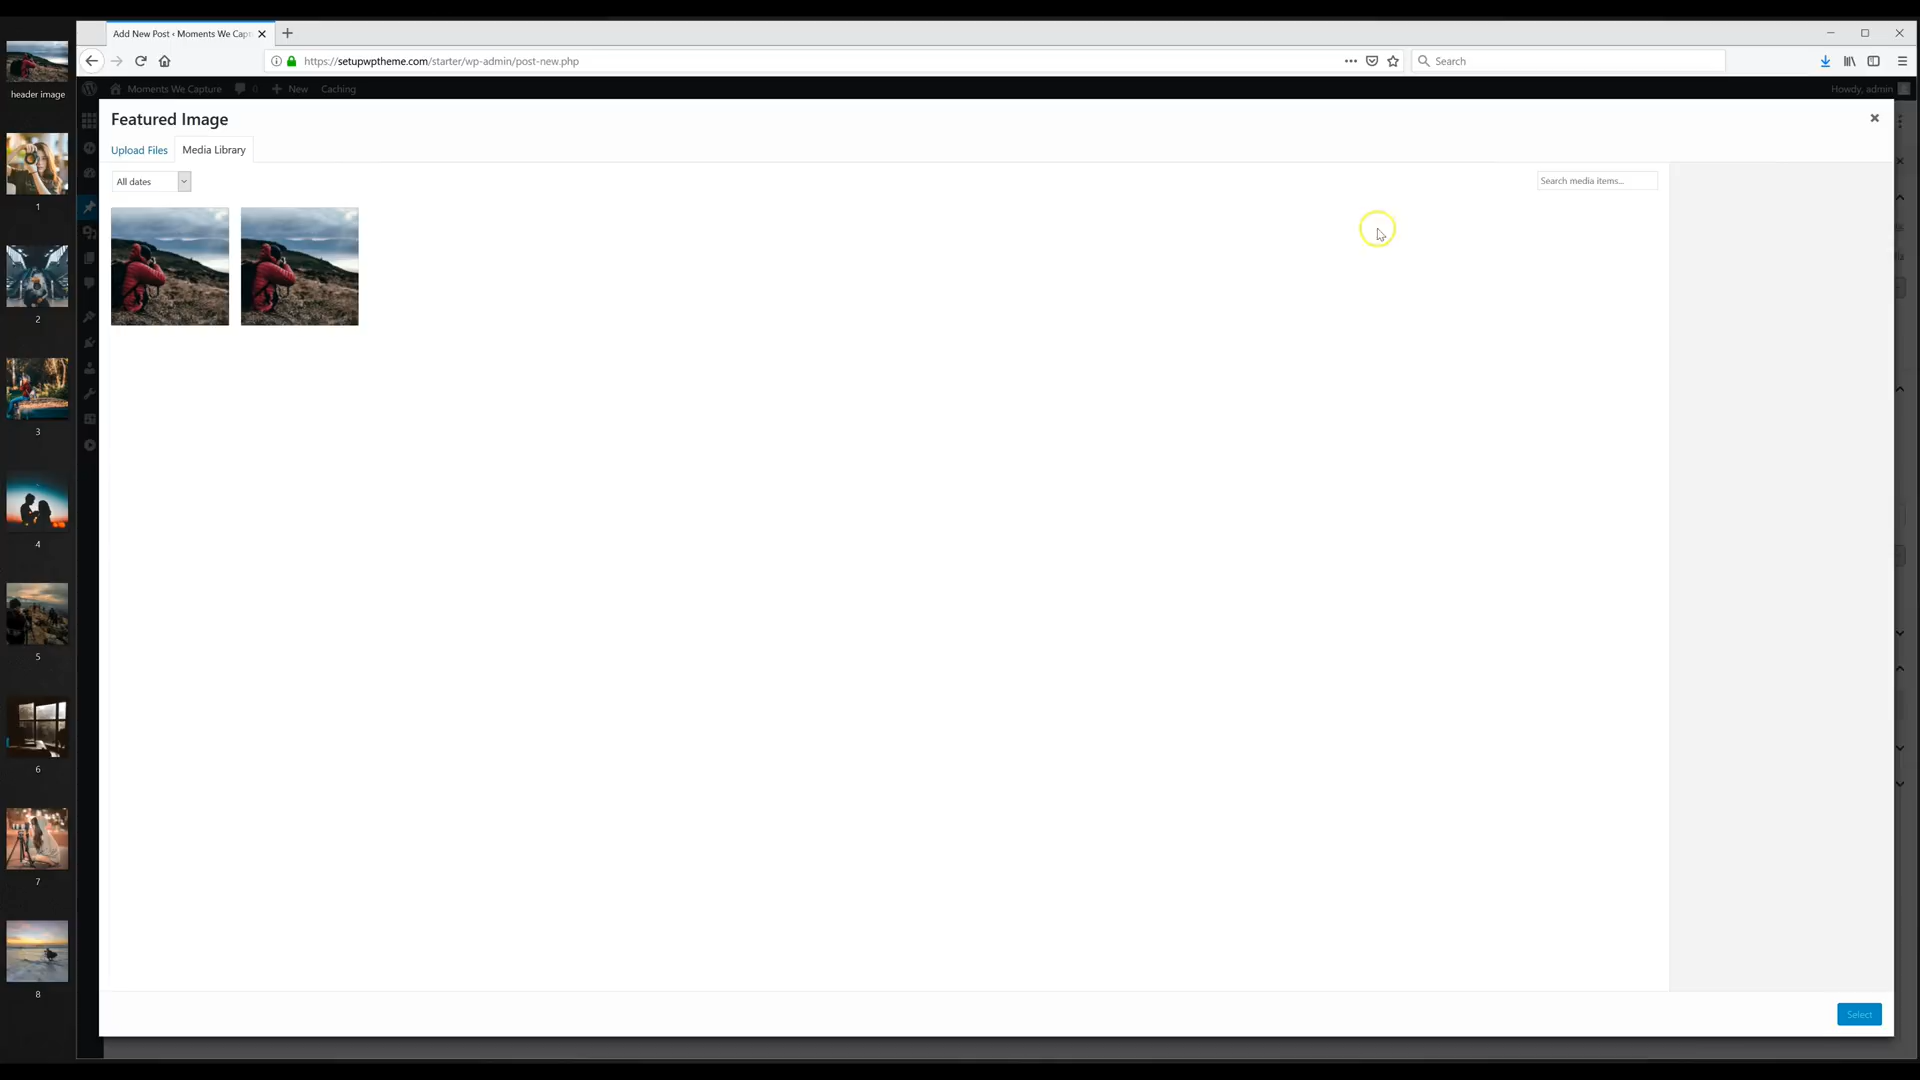 Add New Post ‹ Moments We Capt
https://setupwptheme.com/starter/wp-admin/post-new.php
Search
header image
Moments We Capture
0
New
Caching
Howdy, admin
Featured Image
Upload Files
Media Library
All dates
Search media items...
1
2
3
4
5
6
7
8
Select